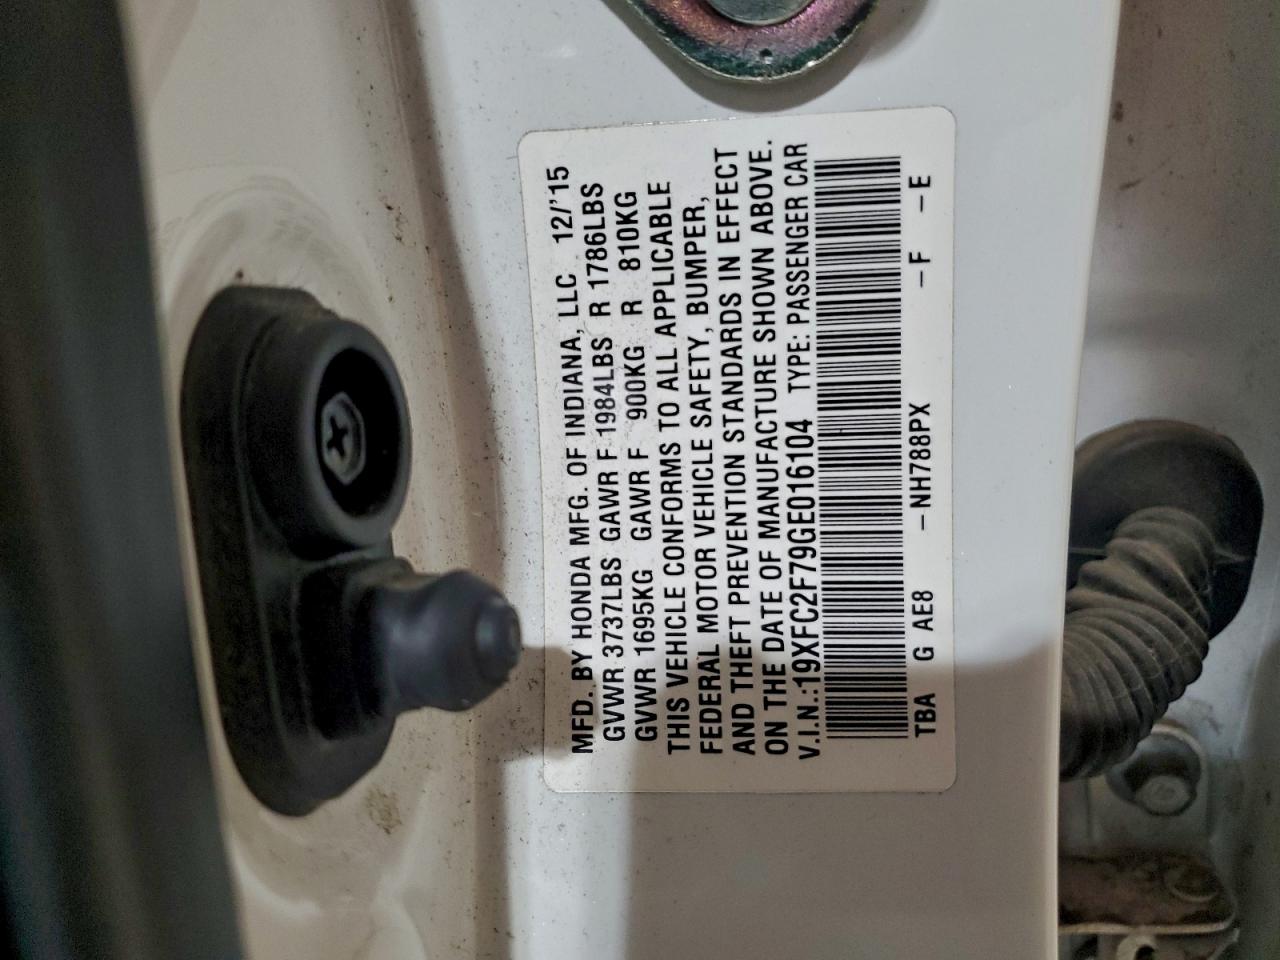 MFD. BY HONDA MFG. OF INDIANA, LLC 12/'15
GVWR 3737LBS GAWR F 1984LBS R 1786LBS
GVWR 1695KG GAWR F 900KG R 810KG
THIS VEHICLE CONFORMS TO ALL APPLICABLE
FEDERAL MOTOR VEHICLE SAFETY, BUMPER,
AND THEFT PREVENTION STANDARDS IN EFFECT
ON THE DATE OF MANUFACTURE SHOWN ABOVE.
V.I.N.:19XFC2F79GE016104 TYPE: PASSENGER CAR
TBA G AE8 -NH788PX -F -E